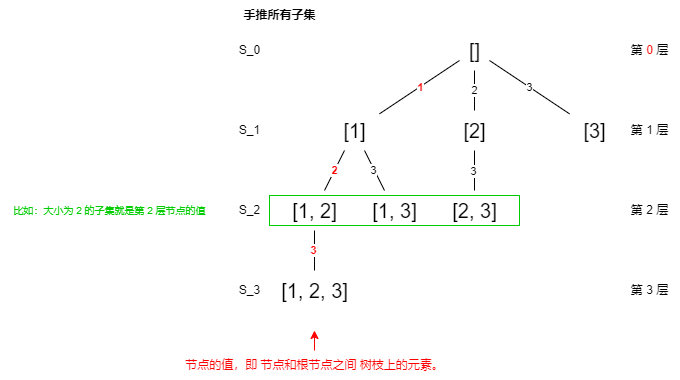 手推所有子集
S_0 [] 第 0 层
1 2 3
S_1 [1] [2] [3] 第 1 层
2 3 3
比如：大小为 2 的子集就是第 2 层节点的值 S_2 [1, 2] [1, 3] [2, 3] 第 2 层
3
S_3 [1, 2, 3] 第 3 层
节点的值，即 节点和根节点之间 树枝上的元素。